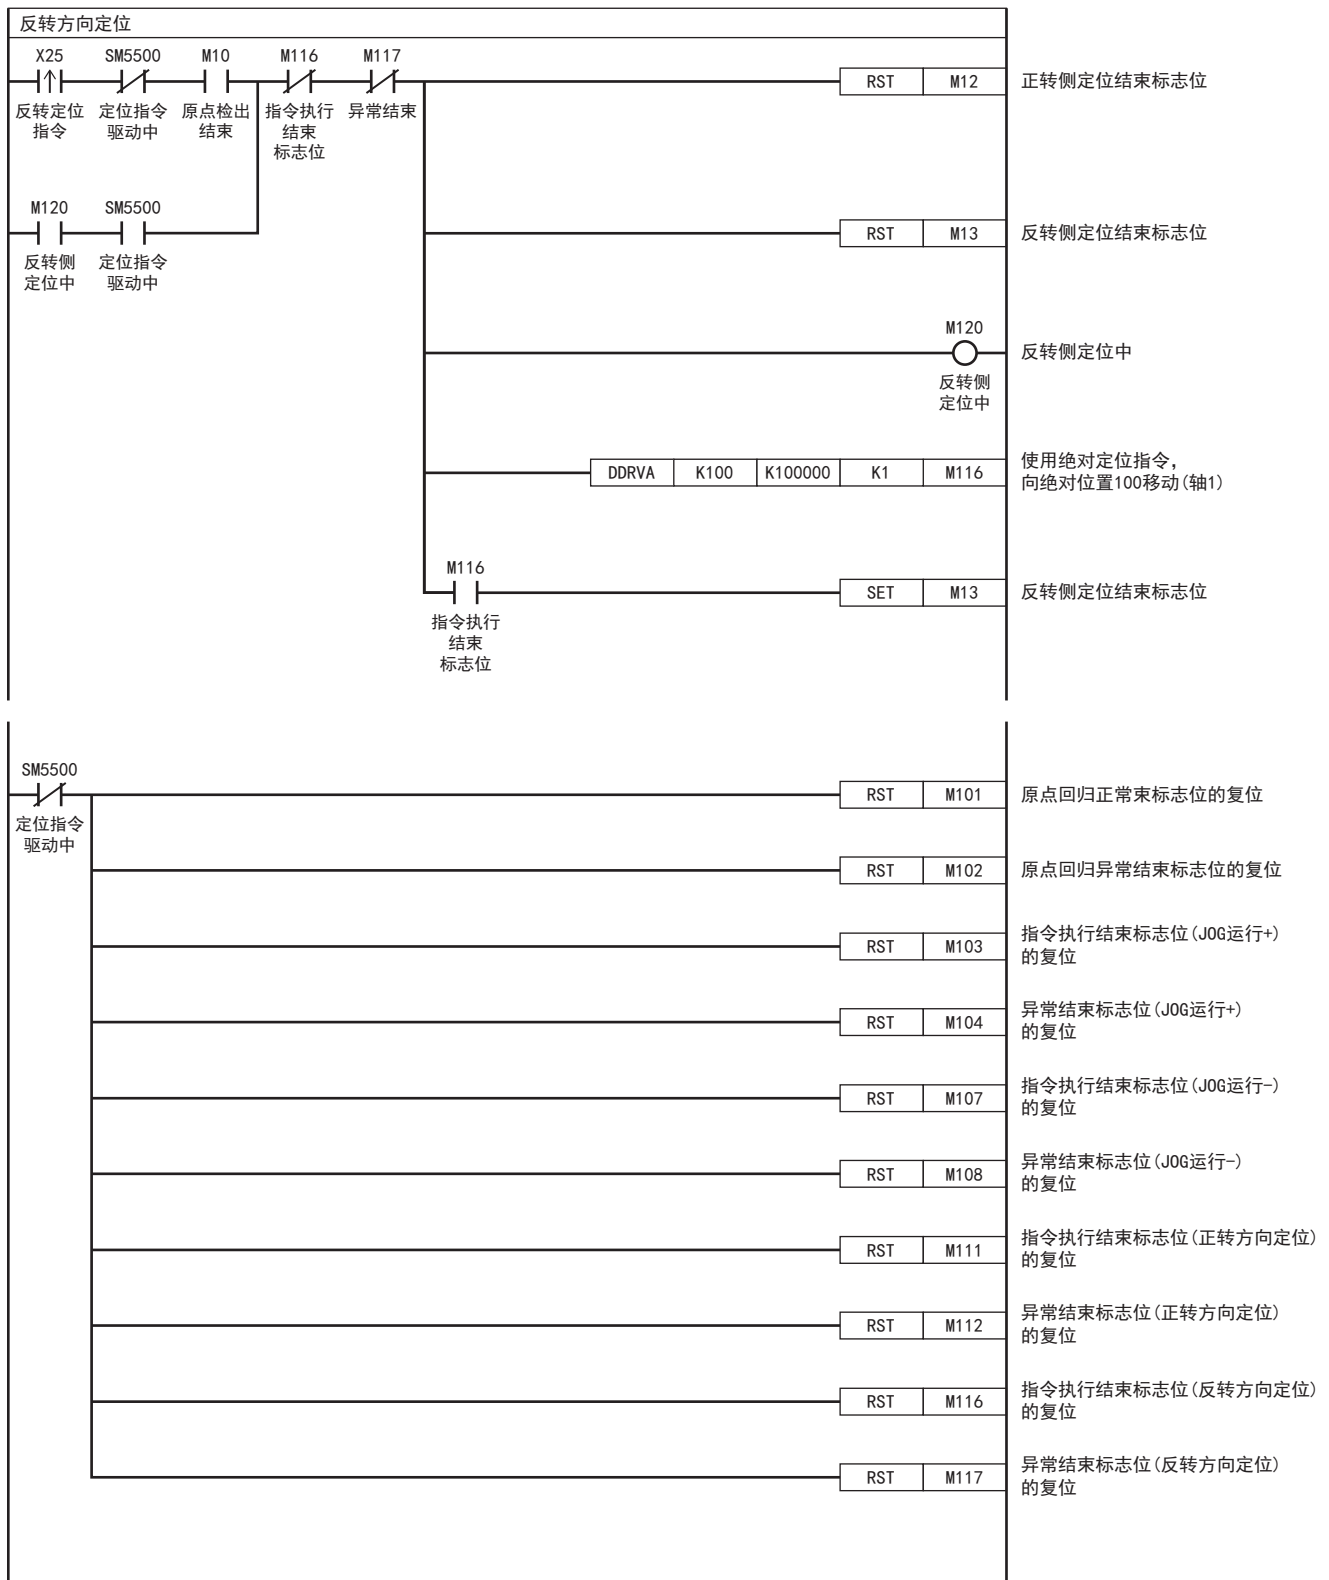 反转方向定位
X25 SM5500 M10 M116 M117
RST M12 正转侧定位结束标志位
反转定位 定位指令 原点检出 指令执行 异常结束
指令 驱动中 结束 结束
标志位
M120 SM5500
RST M13 反转侧定位结束标志位
反转侧 定位指令
定位中 驱动中
M120
反转侧定位中
反转侧
定位中
使用绝对定位指令，
DDRVA K100 K100000 K1 M116
向绝对位置100移动(轴1)
M116
RST M13 反转侧定位结束标志位
指令执行
结束
标志位
SM5500
RST M101 原点回归正常束标志位的复位
定位指令
驱动中
RST M102 原点回归异常结束标志位的复位
指令执行结束标志位(JOG运行+)
RST M103
的复位
异常结束标志位(JOG运行+)
RST M104
的复位
指令执行结束标志位(JOG运行-)
RST M107
的复位
异常结束标志位(JOG运行-)
RST M108
的复位
指令执行结束标志位(正转方向定位)
RST M111
的复位
异常结束标志位(正转方向定位)
RST M112
的复位
指令执行结束标志位(反转方向定位)
RST M116
的复位
异常结束标志位(反转方向定位)
RST M117
的复位